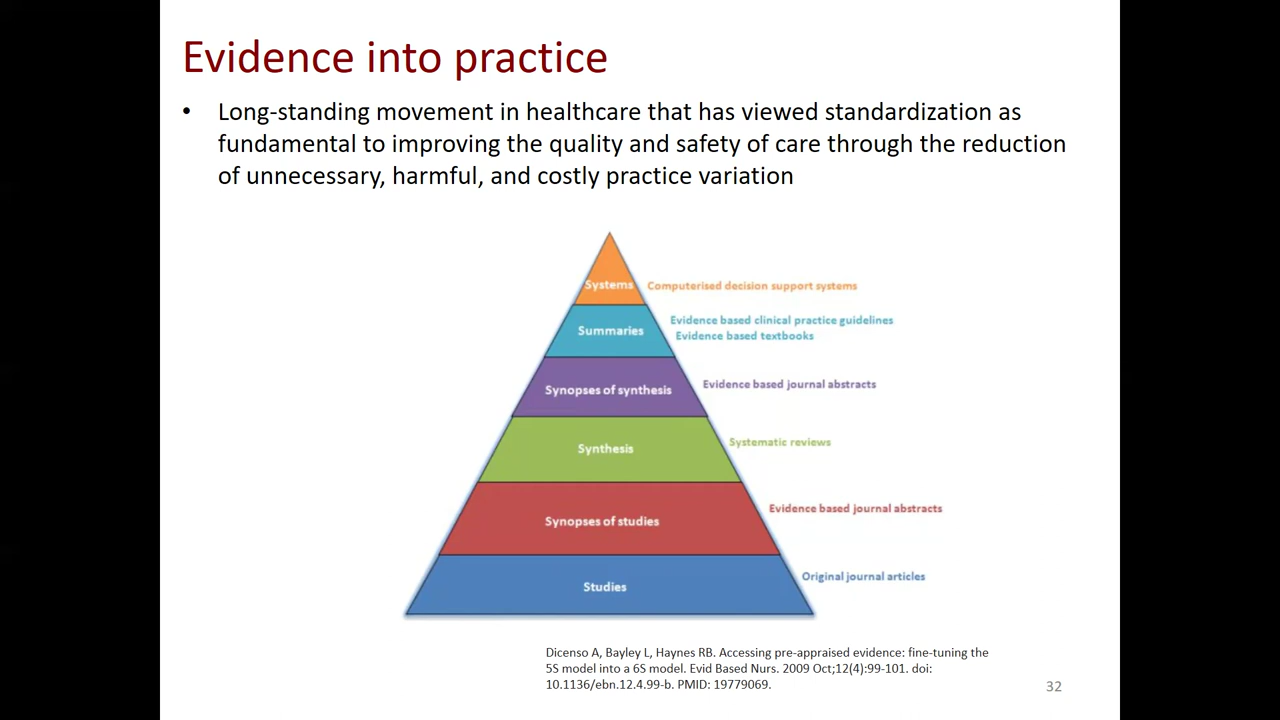 Evidence into practice
• Long-standing movement in healthcare that has viewed standardization as
fundamental to improving the quality and safety of care through the reduction
of unnecessary, harmful, and costly practice variation
Systems
Computerised decision support systems
Summaries
Evidence based clinical practice guidelines
Evidence based textbooks
Synopses of synthesis
Evidence based journal abstracts
Synthesis
Systematic reviews
Synopses of studies
Evidence based journal abstracts
Studies
Original journal articles
Dicenso A, Bayley L, Haynes RB. Accessing pre-appraised evidence: fine-tuning the
5S model into a 6S model. Evid Based Nurs. 2009 Oct;12(4):99-101. doi:
10.1136/ebn.12.4.99-b. PMID: 19779069.
32